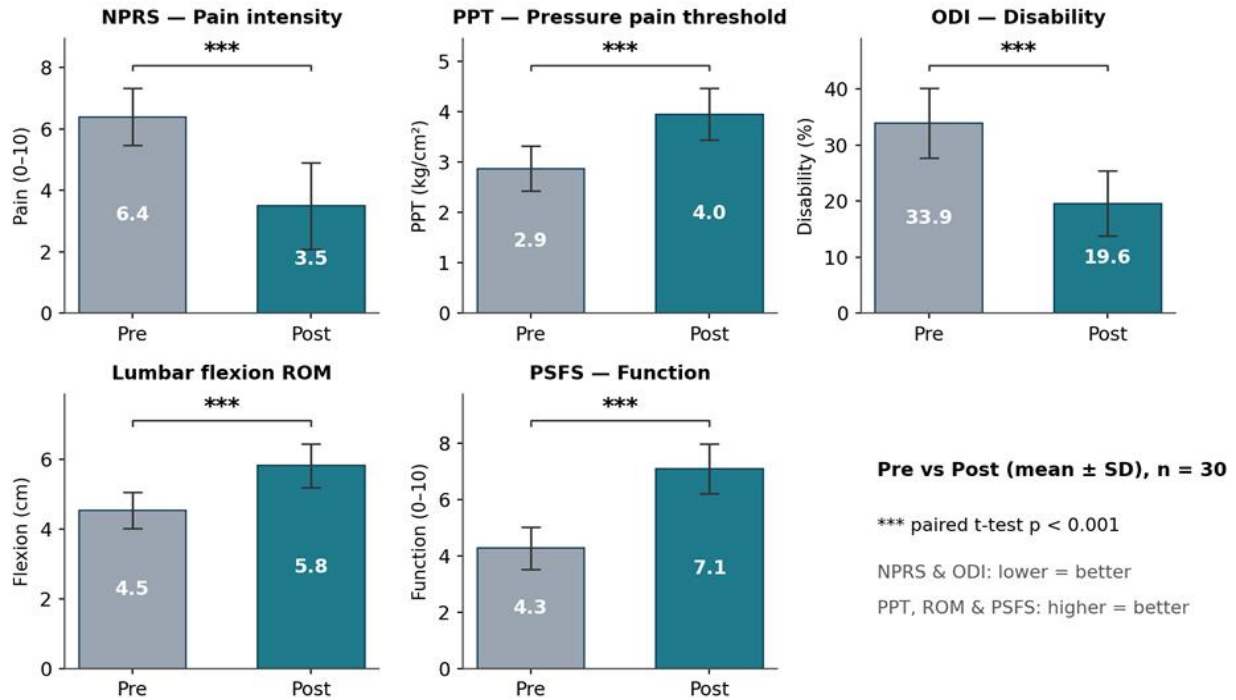 NPRS — Pain intensity
***
Pain (0–10)
8
6
4
2
0
6.4
3.5
Pre
Post
PPT — Pressure pain threshold
***
PPT (kg/cm²)
5
4
3
2
1
0
2.9
4.0
Pre
Post
ODI — Disability
***
Disability (%)
40
30
20
10
0
33.9
19.6
Pre
Post
Lumbar flexion ROM
***
Flexion (cm)
6
4
2
0
4.5
5.8
Pre
Post
PSFS — Function
***
Function (0–10)
8
6
4
2
0
4.3
7.1
Pre
Post
Pre vs Post (mean ± SD), n = 30
*** paired t-test p < 0.001
NPRS & ODI: lower = better
PPT, ROM & PSFS: higher = better